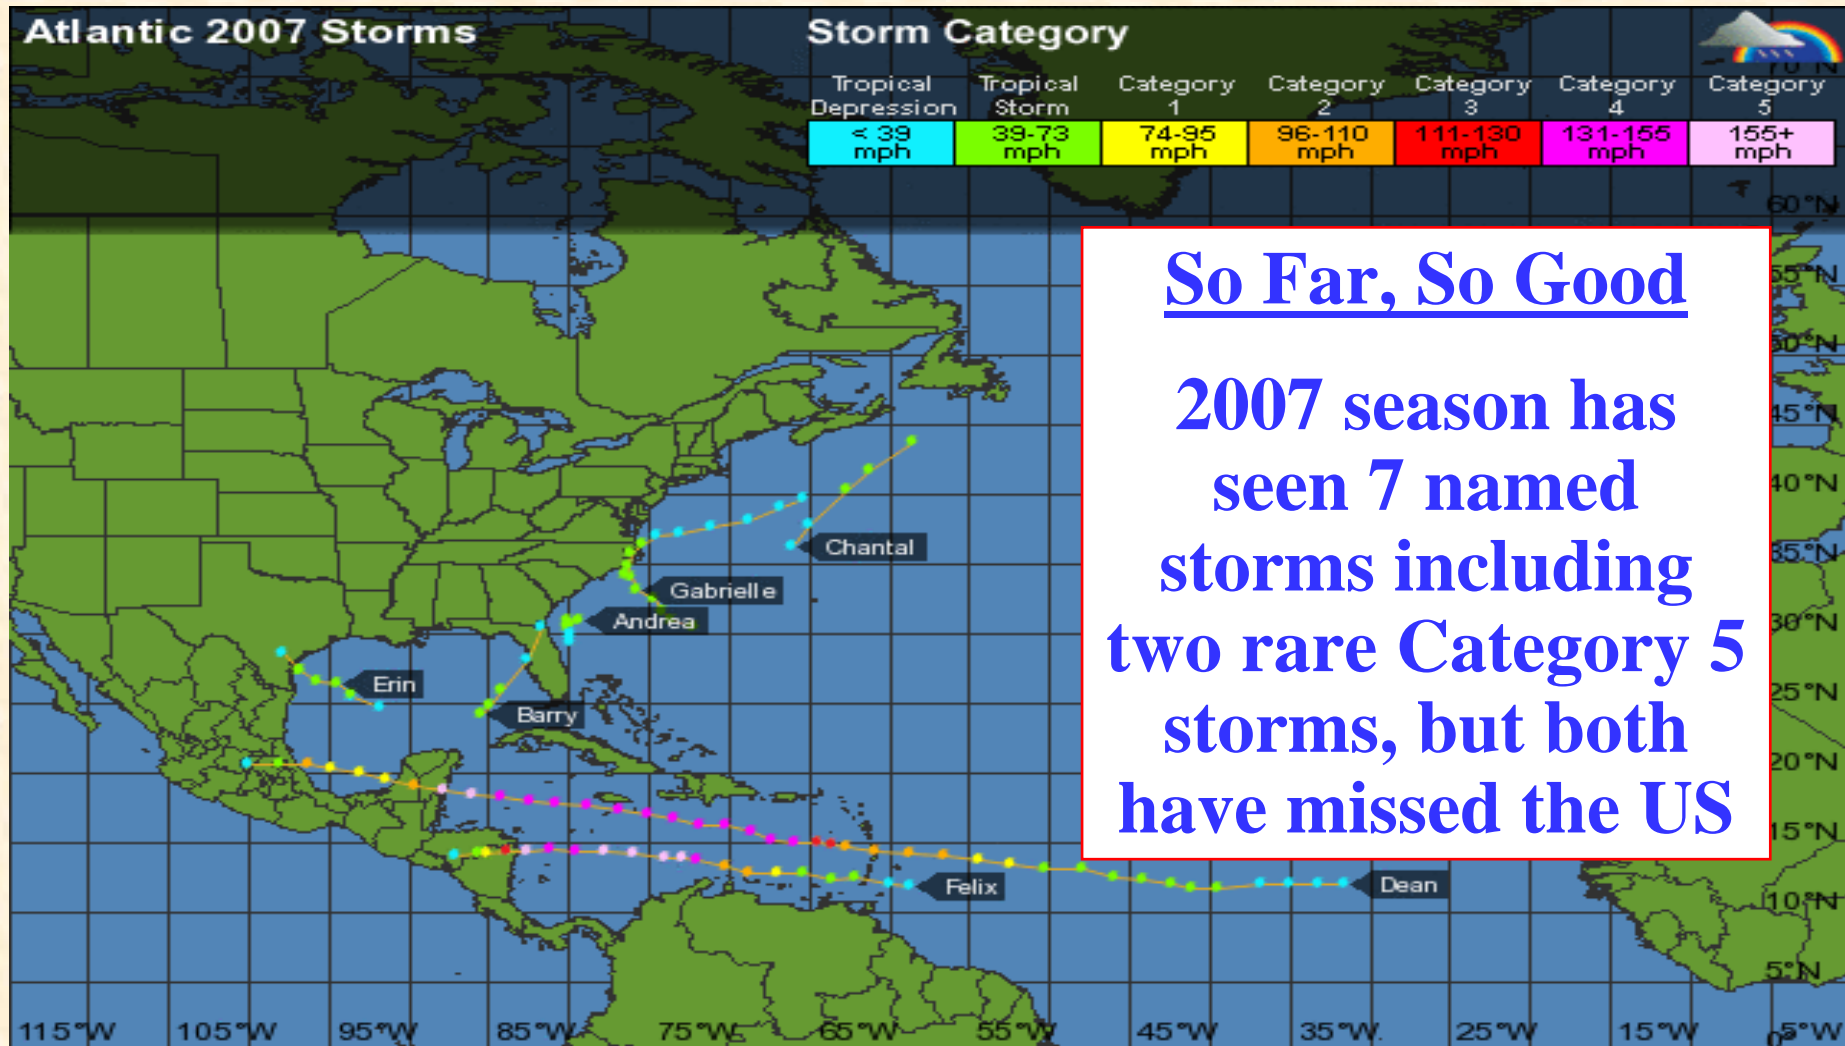 Atlantic 2007 Storms
Storm Category
Tropical Depression
Tropical Storm
Category 1
Category 2
Category 3
Category 4
Category 5
< 39 mph
39-73 mph
74-95 mph
96-110 mph
111-130 mph
131-155 mph
155+ mph
70°N
60°N
So Far, So Good
2007 season has
seen 7 named
storms including
two rare Category 5
storms, but both
have missed the US
55°N
50°N
45°N
40°N
35°N
30°N
25°N
20°N
15°N
10°N
5°N
0°
Chantal
Gabrielle
Andrea
Erin
Barry
Felix
Dean
115°W
105°W
95°W
85°W
75°W
65°W
55°W
45°W
35°W
25°W
15°W
5°W